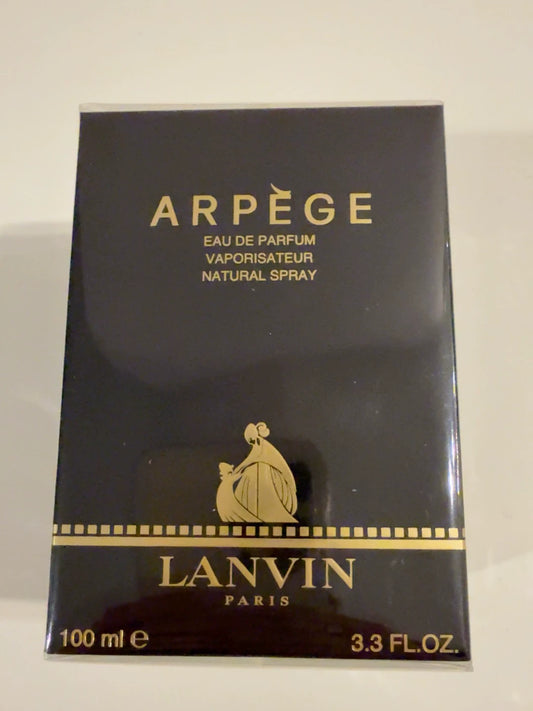 ARPÈGE
EAU DE PARFUM
VAPORISATEUR
NATURAL SPRAY
LANVIN
PARIS
100 ml ℮ 3.3 FL.OZ.